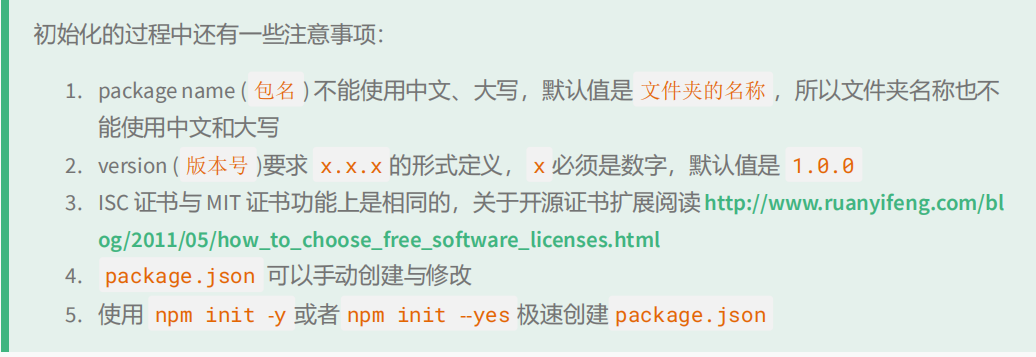 初始化的过程中还有一些注意事项：
1. package name ( 包名 ) 不能使用中文、大写，默认值是 文件夹的名称 ，所以文件夹名称也不
能使用中文和大写
2. version ( 版本号 )要求 x.x.x 的形式定义， x 必须是数字，默认值是 1.0.0
3. ISC 证书与 MIT 证书功能上是相同的，关于开源证书扩展阅读http://www.ruanyifeng.com/bl
og/2011/05/how_to_choose_free_software_licenses.html
4. package.json 可以手动创建与修改
5. 使用 npm init -y 或者 npm init --yes 极速创建 package.json